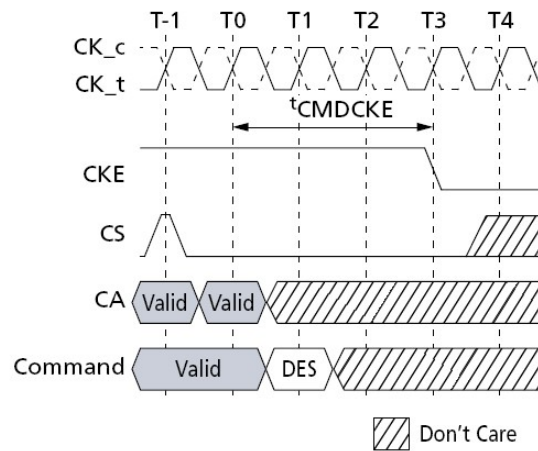 T-1 T0 T1 T2 T3 T4
CK_c
CK_t
tCMDCKE
CKE
CS
CA Valid Valid
Command Valid DES
Don't Care